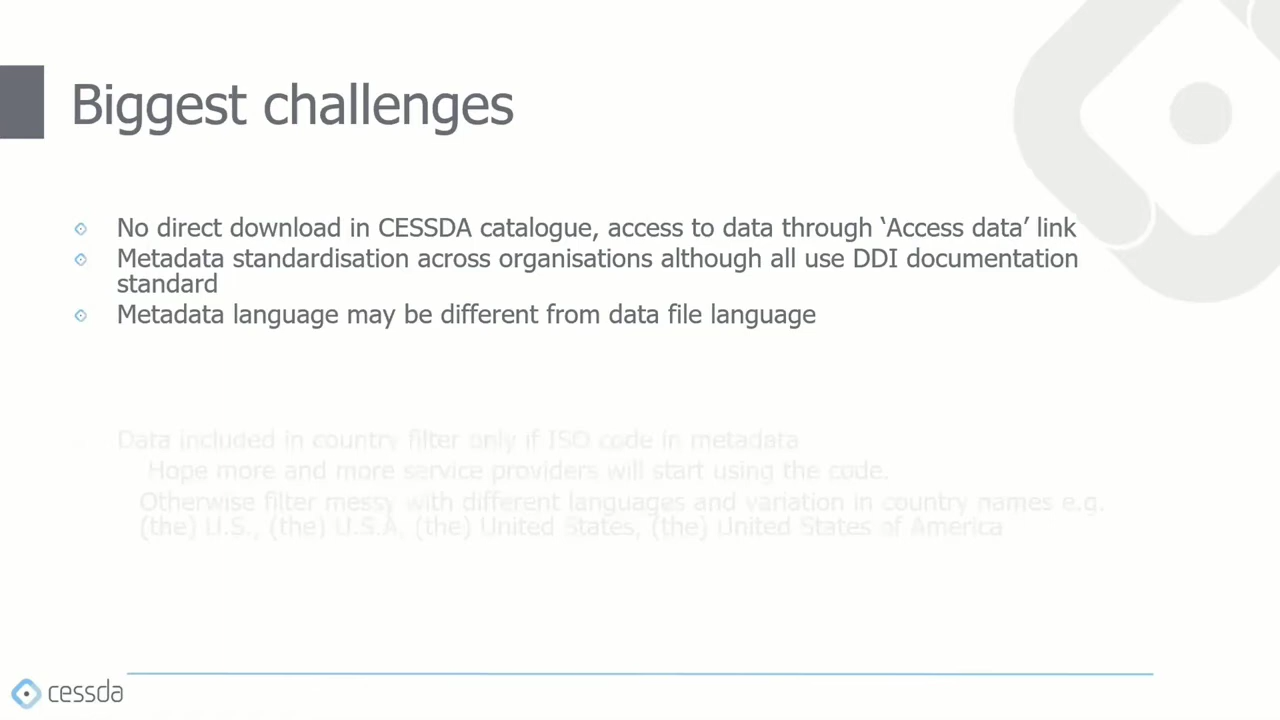 Biggest challenges
No direct download in CESSDA catalogue, access to data through ‘Access data’ link
Metadata standardisation across organisations although all use DDI documentation
standard
Metadata language may be different from data file language
Data included in country filter only if ISO code in metadata
Hope more and more service providers will start using the code.
Otherwise filter messy with different languages and variation in country names e.g.
(the) U.S., (the) U.S.A, (the) United States, (the) United States of America
cessda